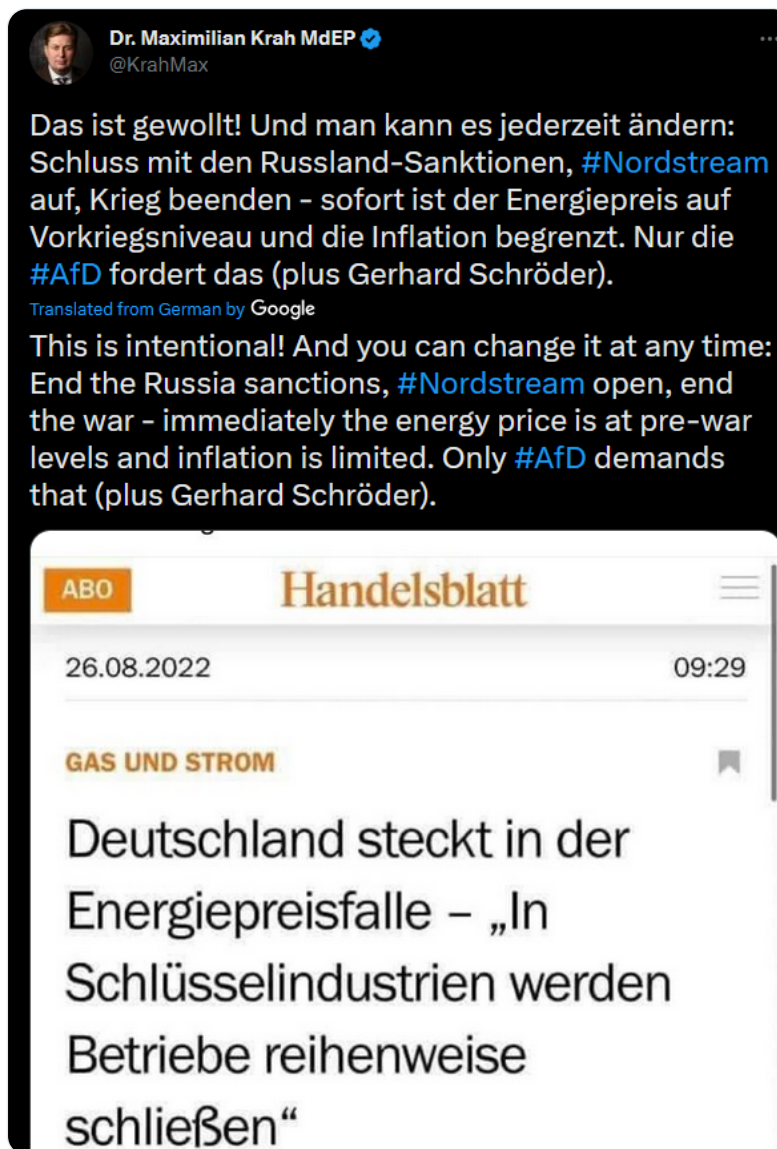 Dr. Maximilian Krah MdEP
@KrahMax
Das ist gewollt! Und man kann es jederzeit ändern:
Schluss mit den Russland-Sanktionen, #Nordstream
auf, Krieg beenden – sofort ist der Energiepreis auf
Vorkriegsniveau und die Inflation begrenzt. Nur die
#AfD fordert das (plus Gerhard Schröder).
Translated from German by Google
This is intentional! And you can change it at any time:
End the Russia sanctions, #Nordstream open, end
the war – immediately the energy price is at pre-war
levels and inflation is limited. Only #AfD demands
that (plus Gerhard Schröder).
ABO Handelsblatt
26.08.2022 09:29
GAS UND STROM
Deutschland steckt in der
Energiepreisfalle – „In
Schlüsselindustrien werden
Betriebe reihenweise
schließen“